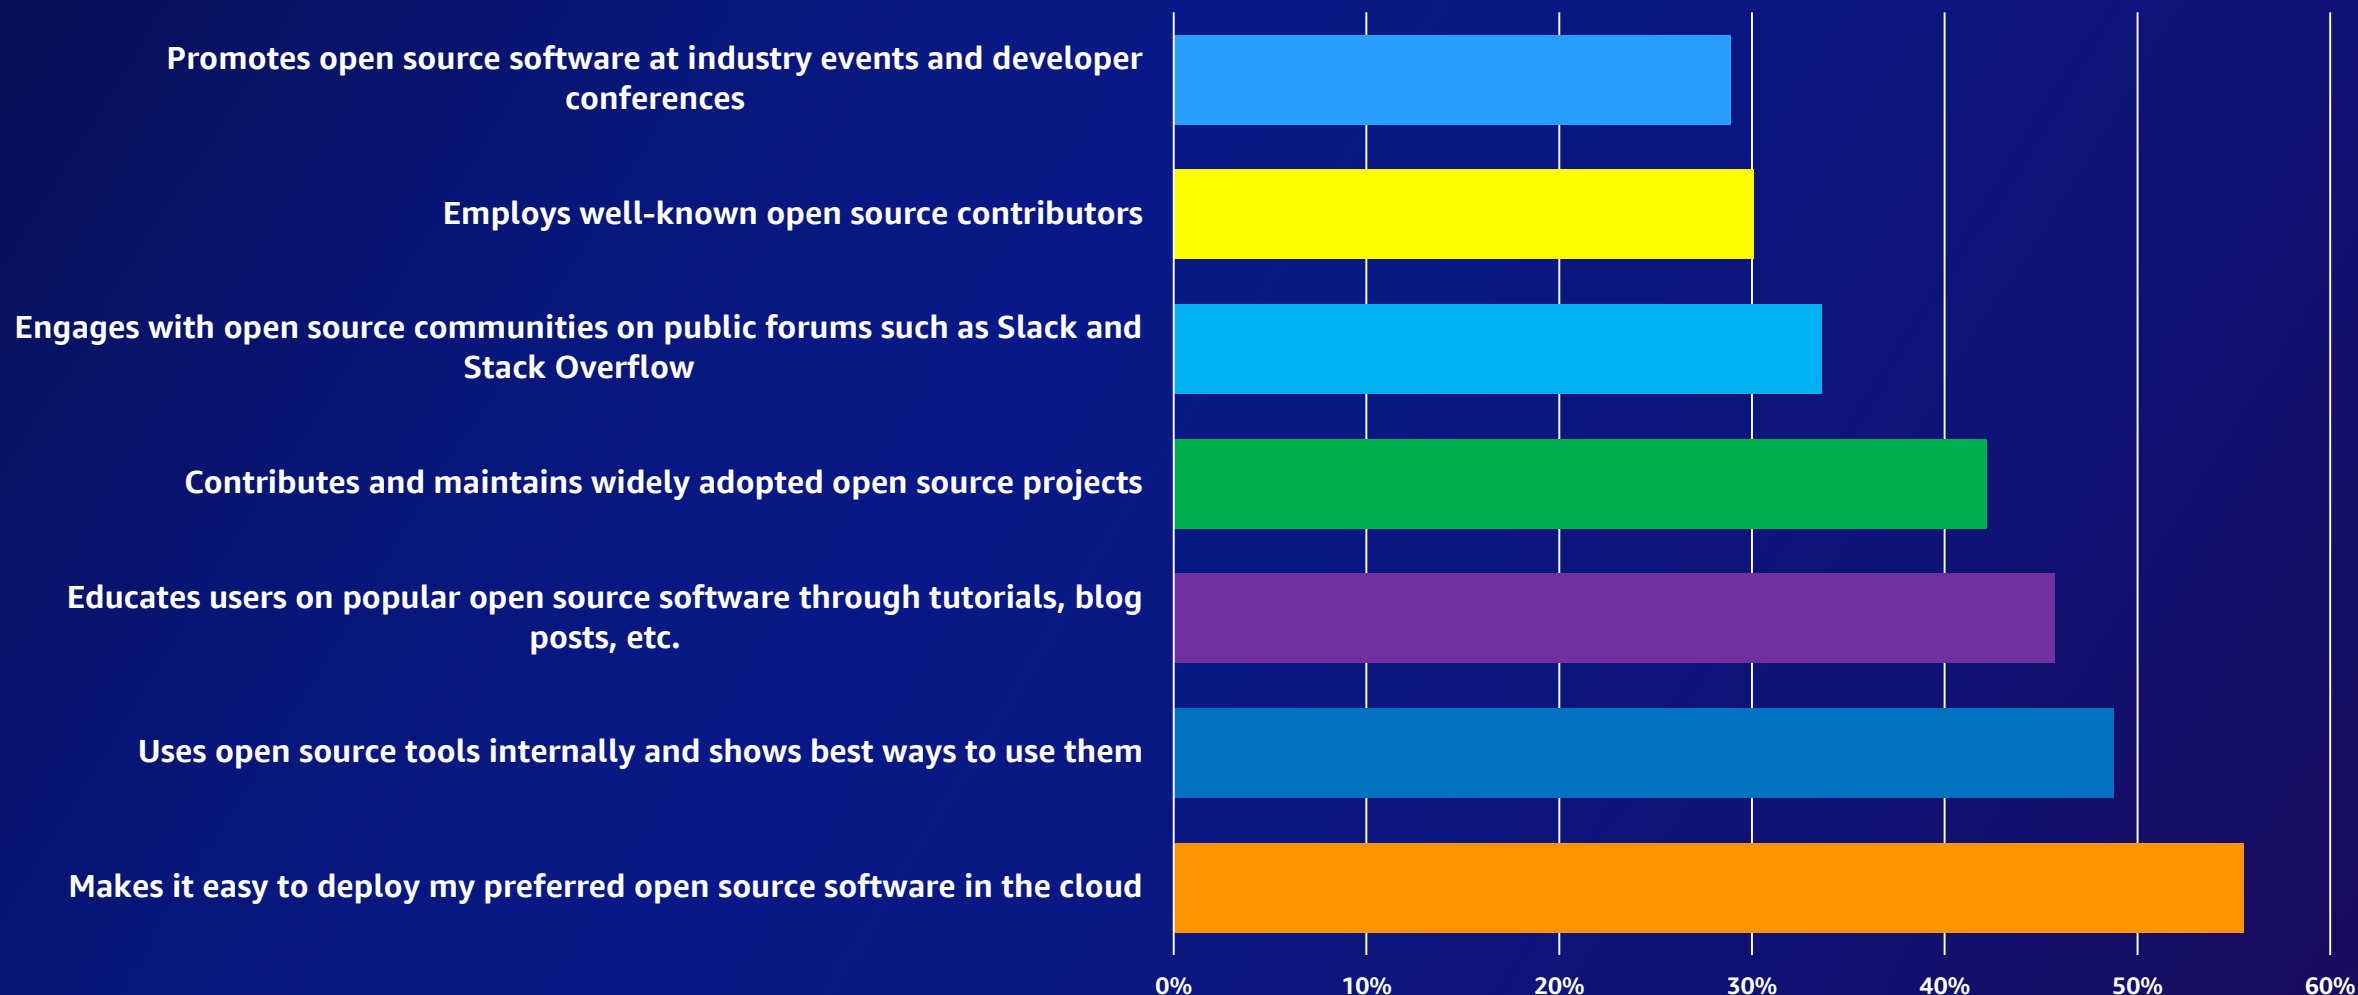 Promotes open source software at industry events and developer
conferences
Employs well-known open source contributors
Engages with open source communities on public forums such as Slack and
Stack Overflow
Contributes and maintains widely adopted open source projects
Educates users on popular open source software through tutorials, blog
posts, etc.
Uses open source tools internally and shows best ways to use them
Makes it easy to deploy my preferred open source software in the cloud
0% 10% 20% 30% 40% 50% 60%